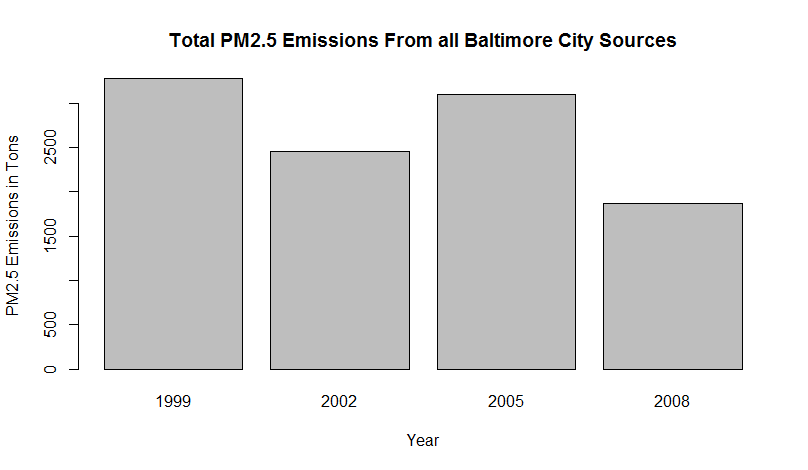 Total PM2.5 Emissions From all Baltimore City Sources
PM2.5 Emissions in Tons
2500
1500
500
0
1999 2002 2005 2008
Year